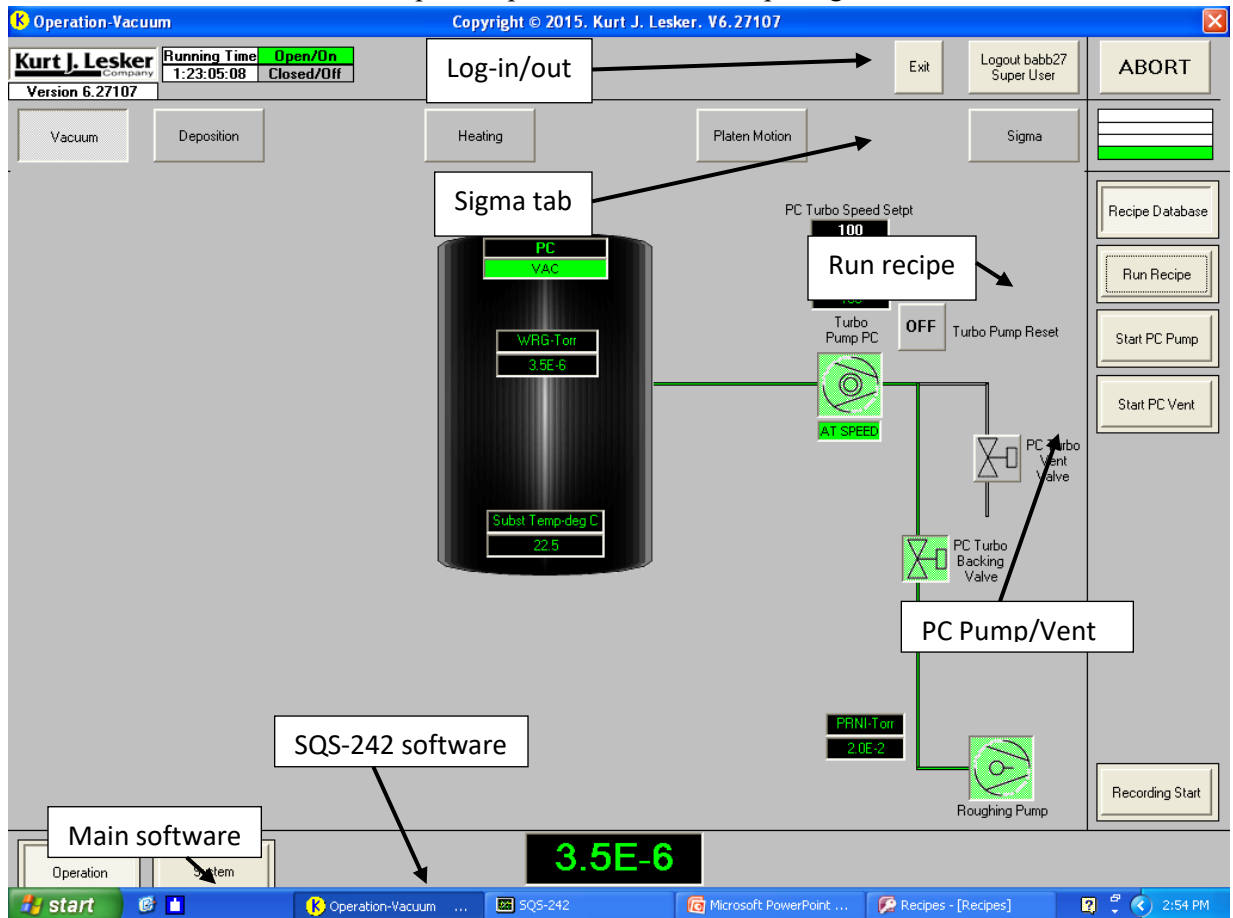 Operation-Vacuum
Copyright © 2015. Kurt J. Lesker. V6.27107
Kurt J. Lesker
Company
Version 6.27107
Running Time
Open/On
1:23:05:08
Closed/Off
Log-in/out
Exit
Logout babb27
Super User
ABORT
Vacuum
Deposition
Heating
Platen Motion
Sigma
Sigma tab
Recipe Database
Run Recipe
Start PC Pump
Start PC Vent
PC Turbo Speed Setpt
100
Run recipe
PC
VAC
WRG-Torr
3.5E-6
Turbo
Pump PC
OFF
Turbo Pump Reset
AT SPEED
PC Turbo
Vent
Valve
Subst Temp-deg C
22.5
PC Turbo
Backing
Valve
PC Pump/Vent
SQS-242 software
PRNI-Torr
2.0E-2
Roughing Pump
Recording Start
Main software
Operation
System
3.5E-6
start
Operation-Vacuum ...
SQS-242
Microsoft PowerPoint ...
Recipes - [Recipes]
2:54 PM